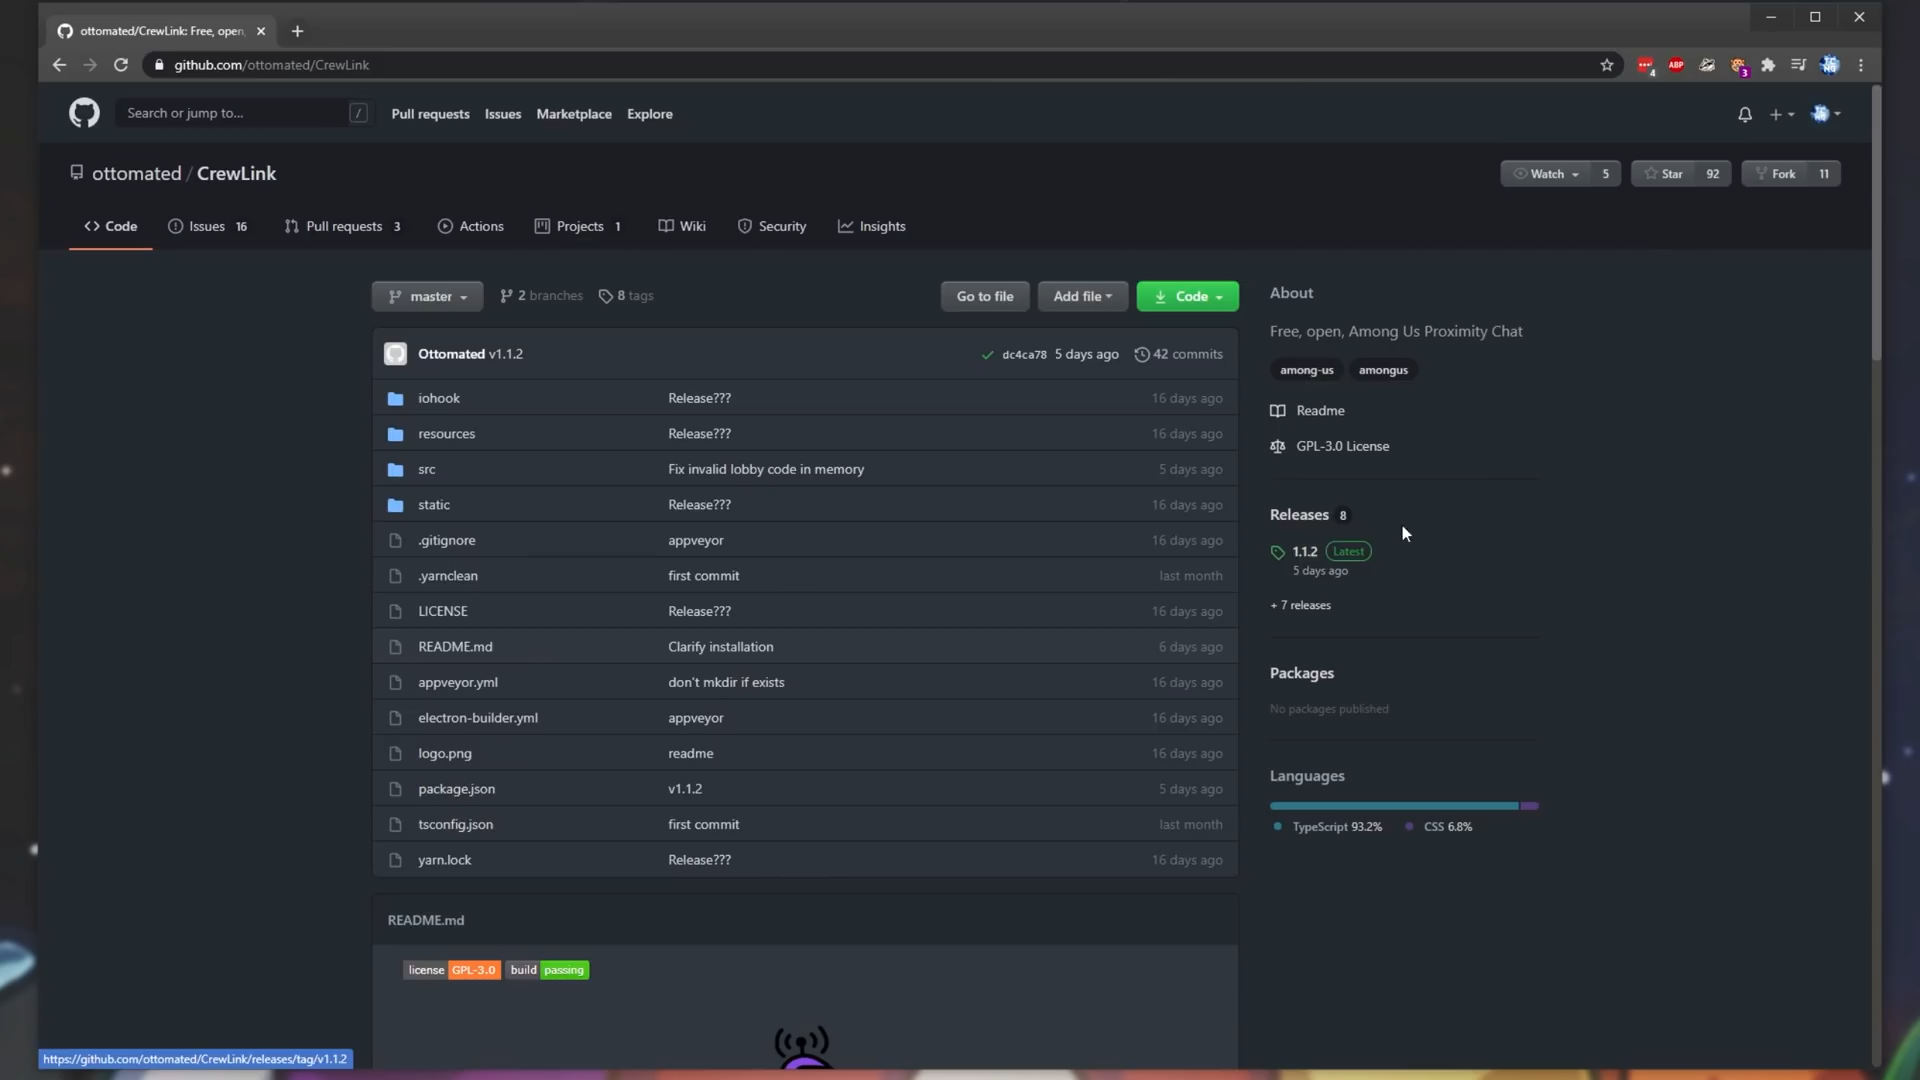 ottomated/CrewLink: Free, open,
github.com/ottomated/CrewLink
4
ABP
3
Search or jump to...
/
Pull requests
Issues
Marketplace
Explore
ottomated / CrewLink
Watch 5
Star 92
Fork 11
Code
Issues 16
Pull requests 3
Actions
Projects 1
Wiki
Security
Insights
master
2 branches
8 tags
Go to file
Add file
Code
Ottomated v1.1.2
dc4ca78 5 days ago
42 commits
iohook Release??? 16 days ago
resources Release??? 16 days ago
src Fix invalid lobby code in memory 5 days ago
static Release??? 16 days ago
.gitignore appveyor 16 days ago
.yarnclean first commit last month
LICENSE Release??? 16 days ago
README.md Clarify installation 6 days ago
appveyor.yml don't mkdir if exists 16 days ago
electron-builder.yml appveyor 16 days ago
logo.png readme 16 days ago
package.json v1.1.2 5 days ago
tsconfig.json first commit last month
yarn.lock Release??? 16 days ago
README.md
license GPL-3.0 build passing
About
Free, open, Among Us Proximity Chat
among-us amongus
Readme
GPL-3.0 License
Releases 8
1.1.2 Latest
5 days ago
+ 7 releases
Packages
No packages published
Languages
TypeScript 93.2% CSS 6.8%
https://github.com/ottomated/CrewLink/releases/tag/v1.1.2